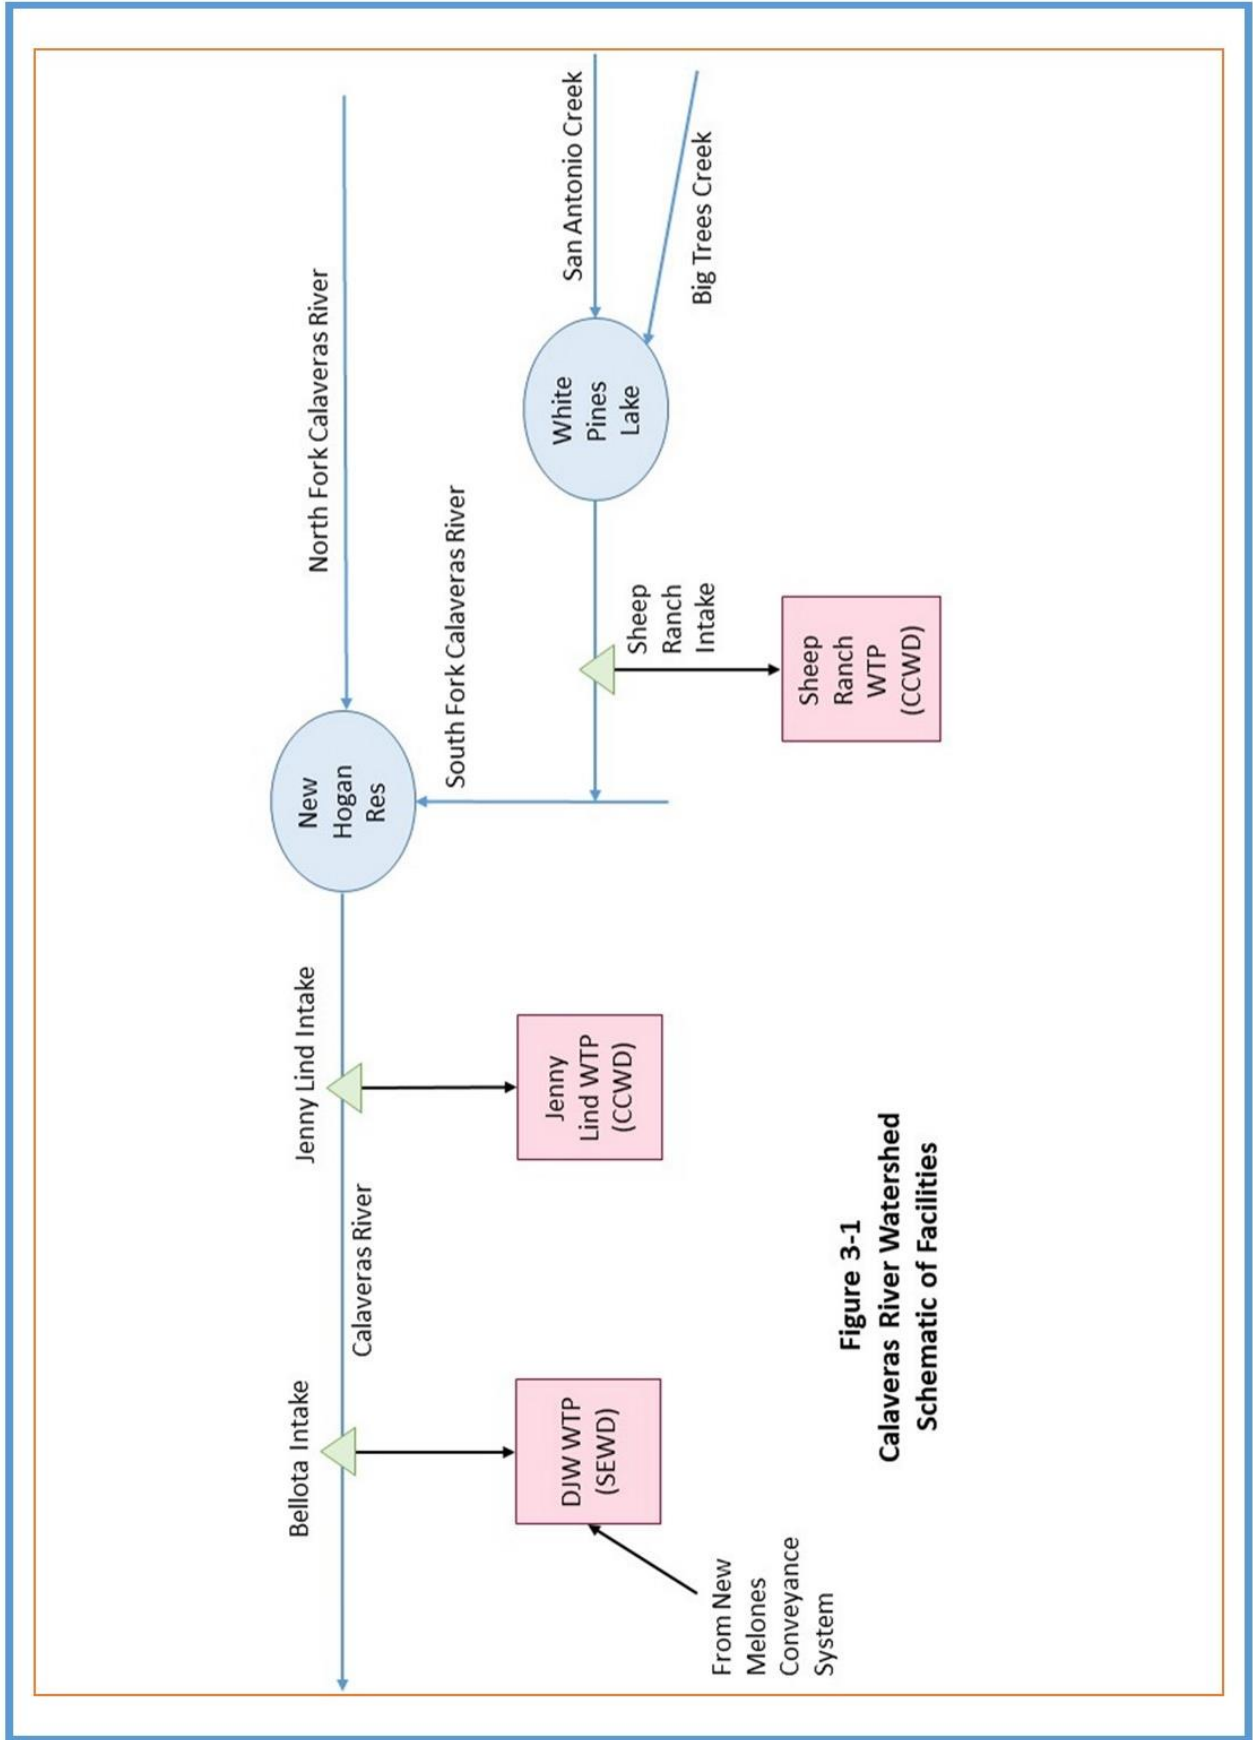 Bellota Intake
Jenny Lind Intake
North Fork Calaveras River
New
Hogan
Res
Calaveras River
South Fork Calaveras River
San Antonio Creek
White
Pines
Lake
Big Trees Creek
Sheep
Ranch
Intake
DJW WTP
(SEWD)
Jenny
Lind WTP
(CCWD)
Sheep
Ranch
WTP
(CCWD)
From New
Melones
Conveyance
System
Figure 3-1
Calaveras River Watershed
Schematic of Facilities